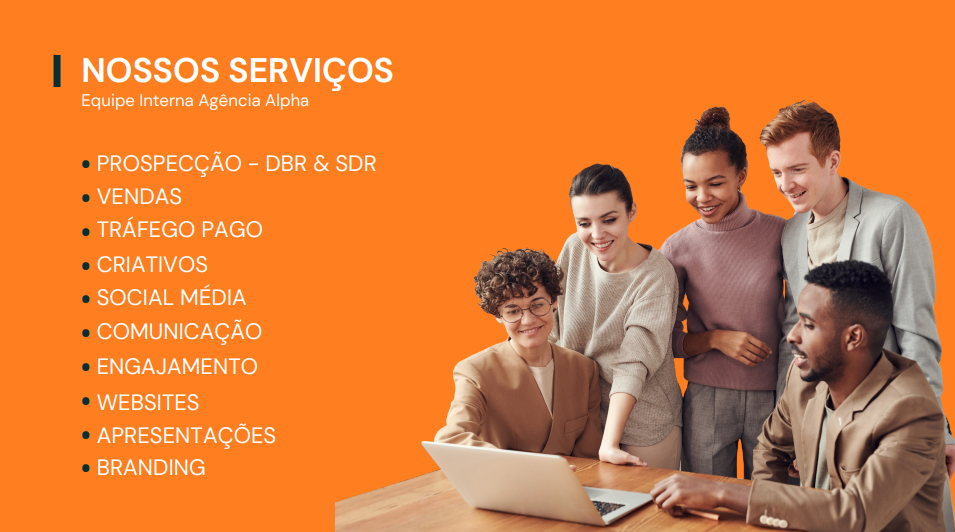 NOSSOS SERVIÇOS
Equipe Interna Agência Alpha
• PROSPECÇÃO - DBR & SDR
• VENDAS
• TRÁFEGO PAGO
• CRIATIVOS
• SOCIAL MÉDIA
• COMUNICAÇÃO
• ENGAJAMENTO
• WEBSITES
• APRESENTAÇÕES
• BRANDING